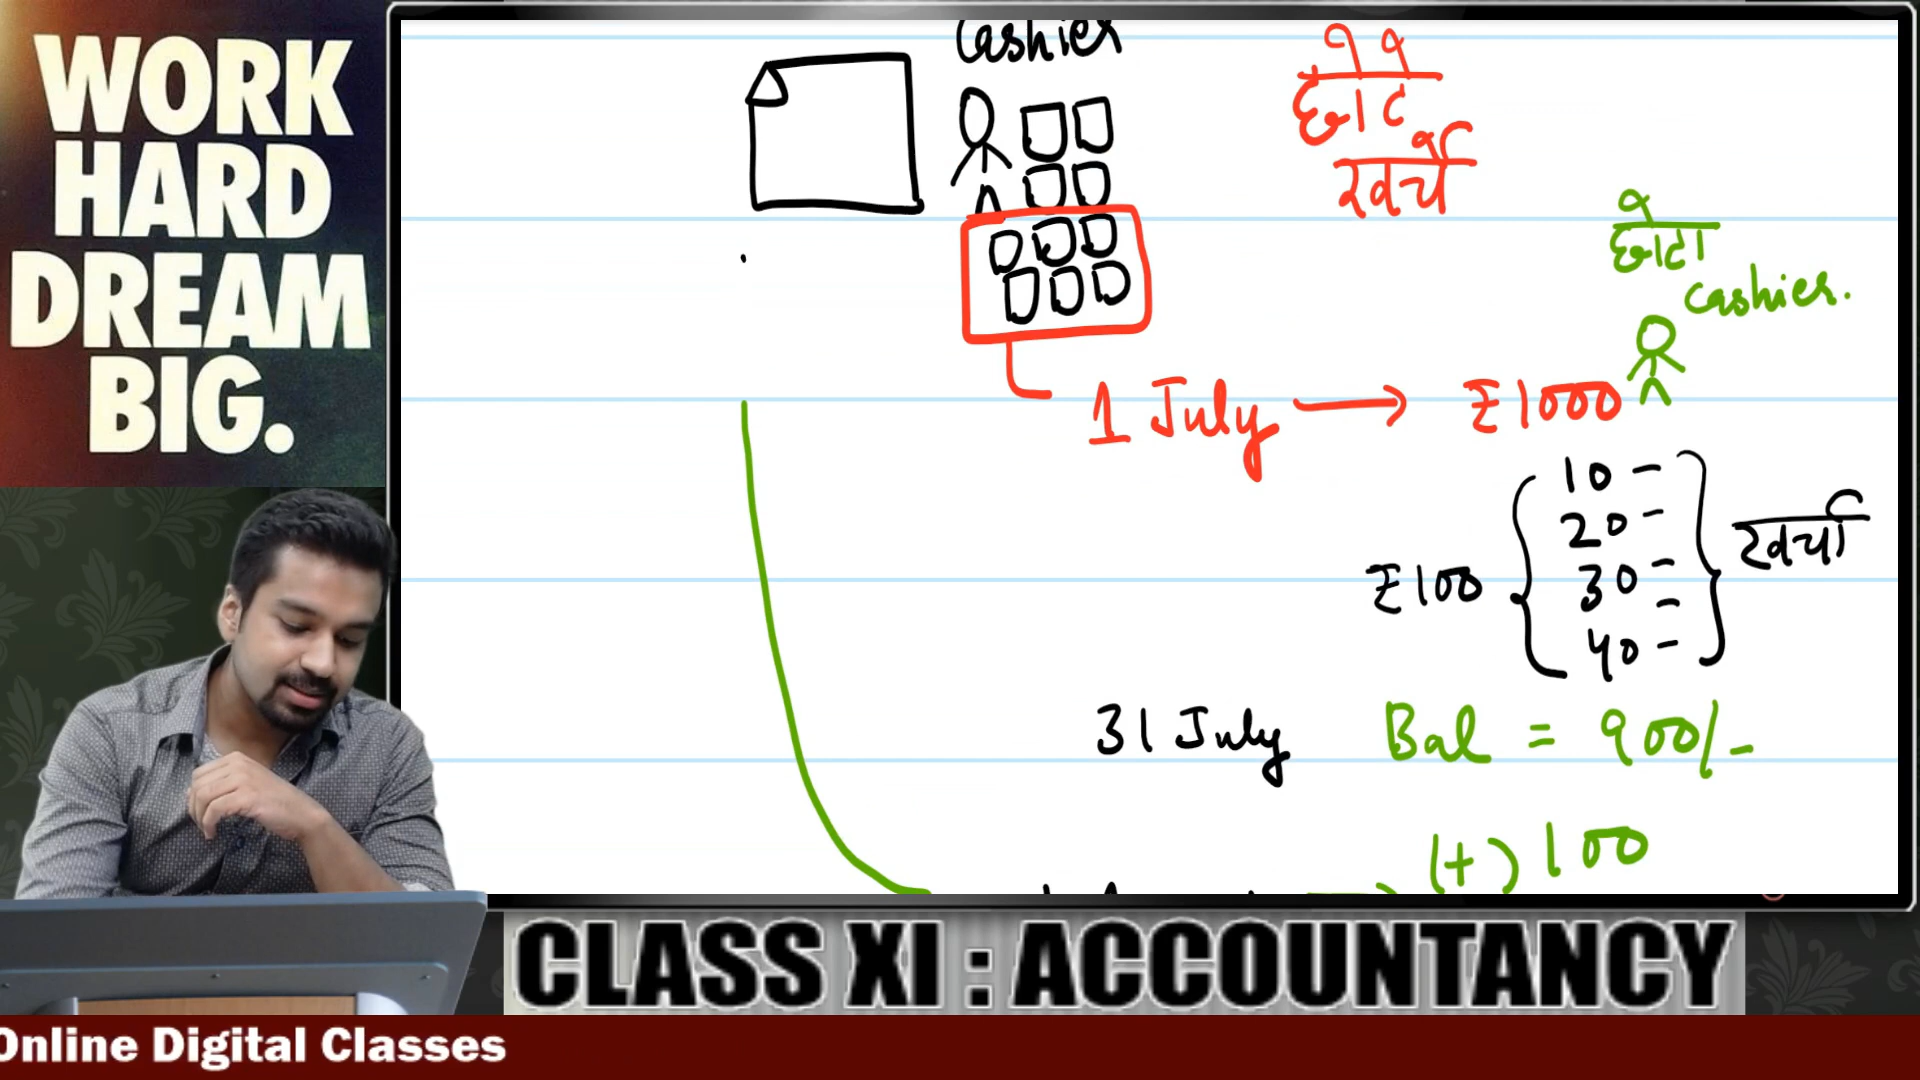 WORK
HARD
DREAM
BIG.
Cashier
छोटे
खर्चे
छोटा
cashier.
1 July → ₹1000
10 -
20 -
₹100 30 - खर्चा
-
40 -
31 July Bal = 900/-
(+) 100
CLASS XI : ACCOUNTANCY
Online Digital Classes